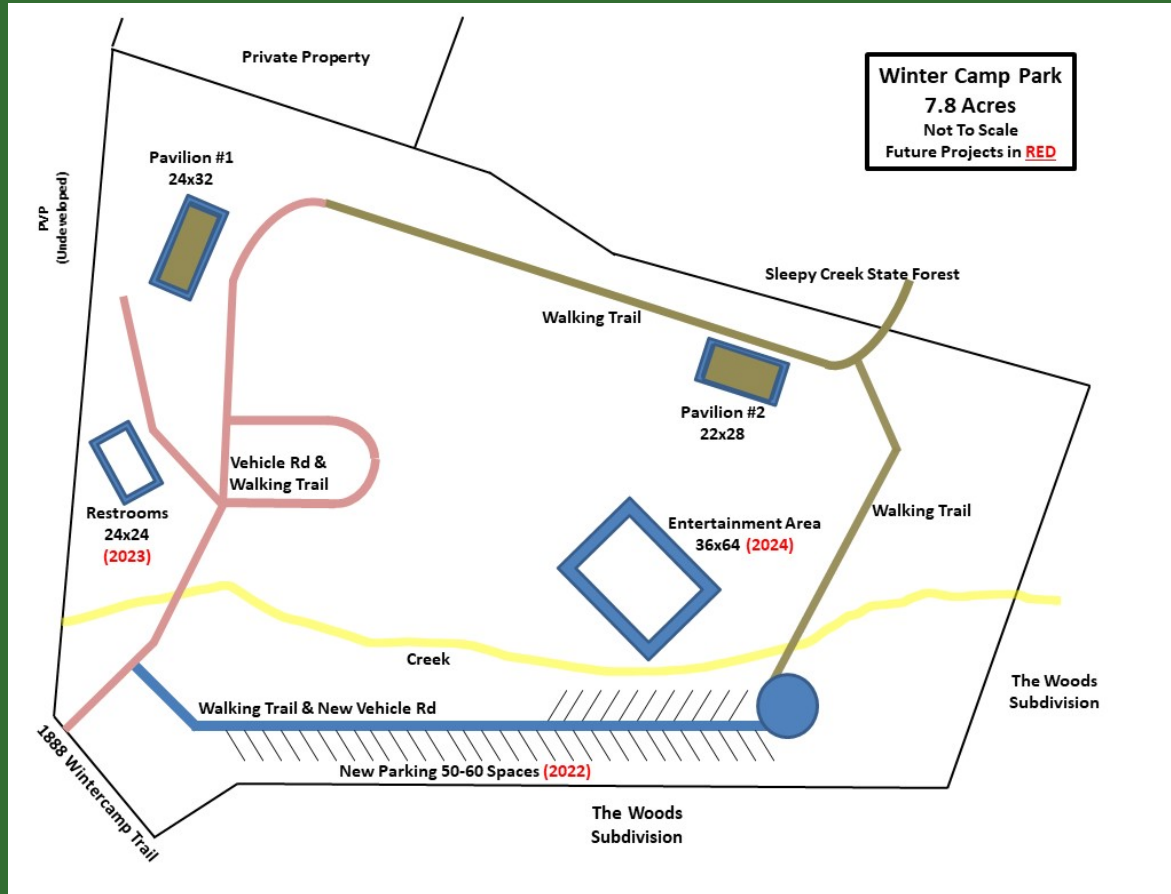 Private Property
Winter Camp Park
7.8 Acres
Not To Scale
Future Projects in RED
Pavilion #1
24x32
PVP
(Undeveloped)
Sleepy Creek State Forest
Walking Trail
Pavilion #2
22x28
Vehicle Rd &
Walking Trail
Restrooms
24x24
(2023)
Entertainment Area
36x64 (2024)
Walking Trail
Creek
The Woods
Subdivision
Walking Trail & New Vehicle Rd
1888 Wintercamp Trail
New Parking 50-60 Spaces (2022)
The Woods
Subdivision